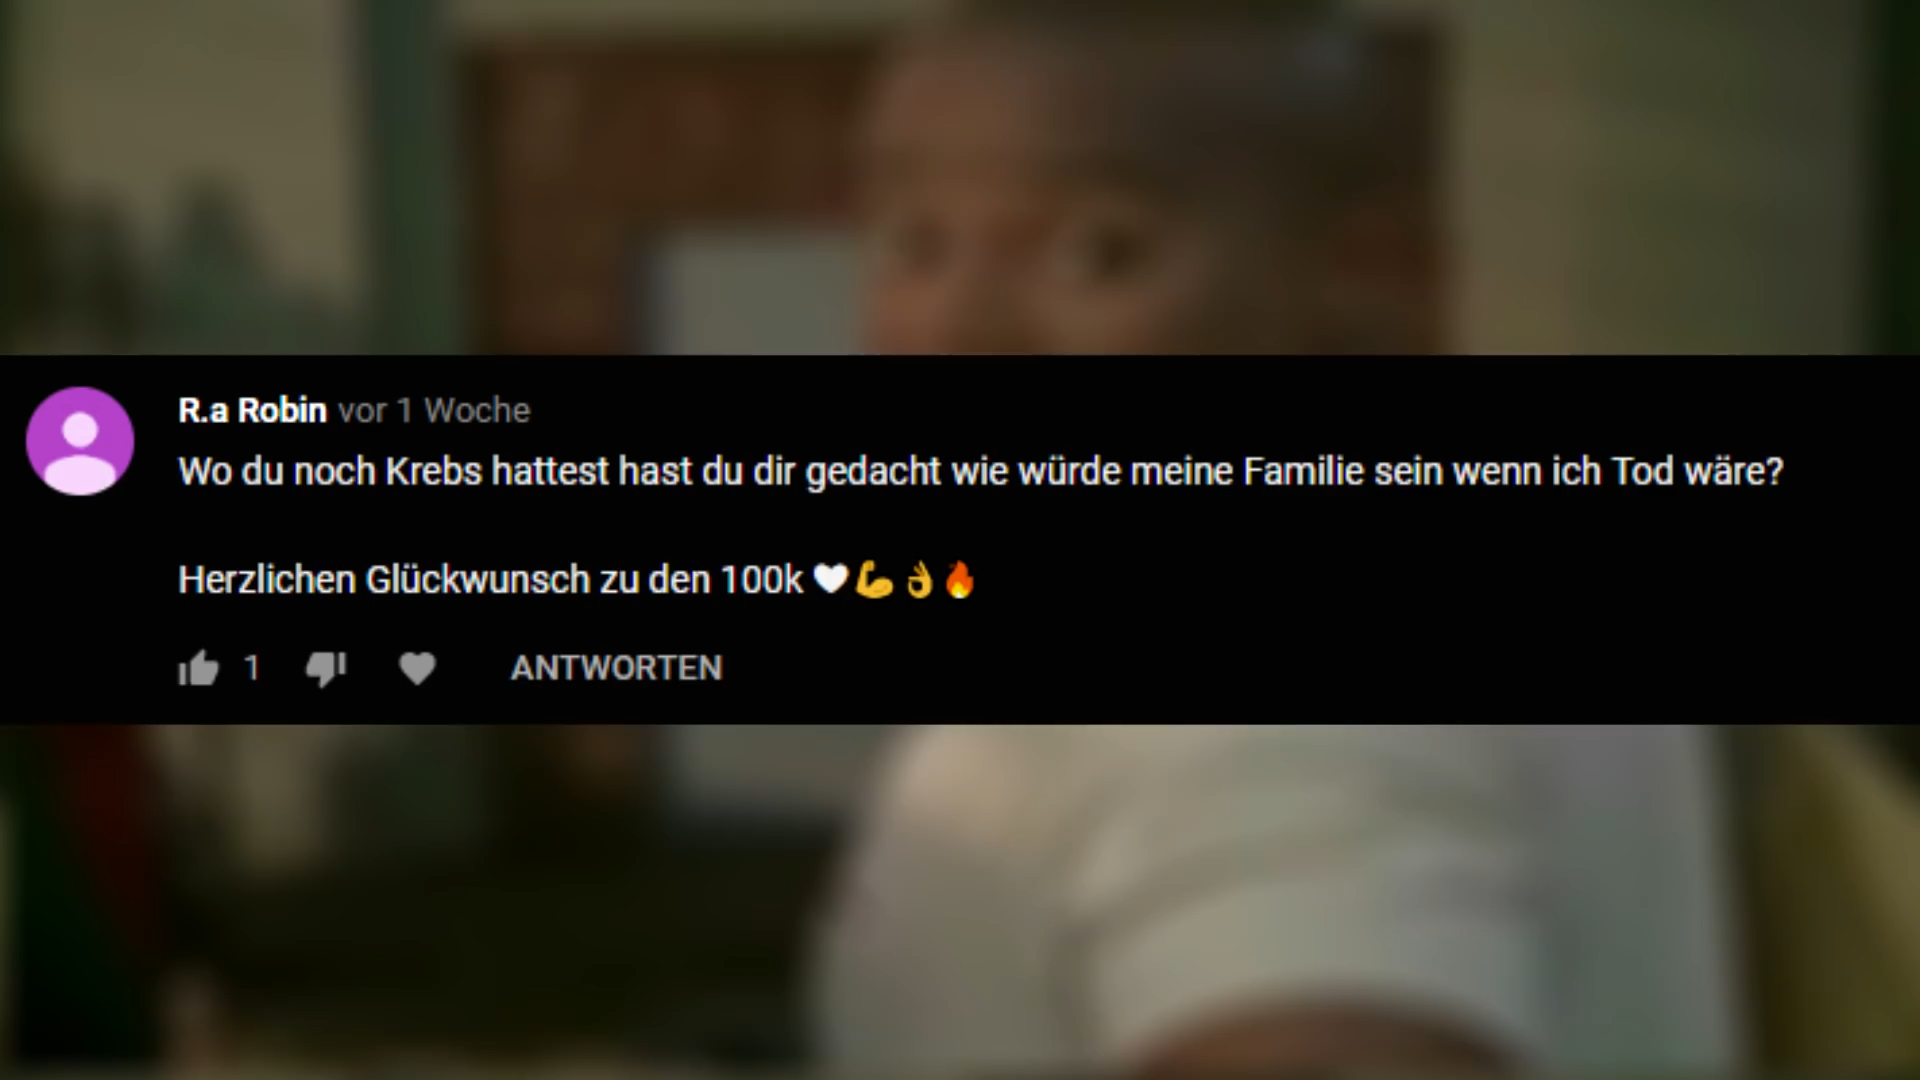 R.a Robin vor 1 Woche
Wo du noch Krebs hattest hast du dir gedacht wie würde meine Familie sein wenn ich Tod wäre?
Herzlichen Glückwunsch zu den 100k 🤍💪👌🔥
1 ANTWORTEN